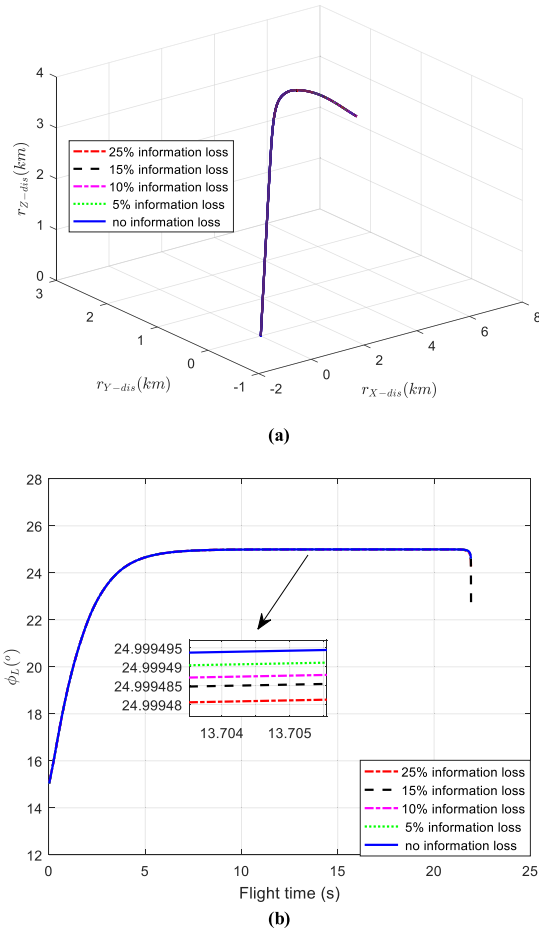 4
3
2
1
0
r_{Z-dis}(km)
25% information loss
15% information loss
10% information loss
5% information loss
no information loss
3
2
1
0
-1
r_{Y-dis}(km)
-2
0
2
4
6
8
r_{X-dis}(km)
(a)
28
26
24
22
20
18
16
14
12
ϕ_L(°)
24.999495
24.99949
24.999485
24.99948
13.704 13.705
25% information loss
15% information loss
10% information loss
5% information loss
no information loss
0 5 10 15 20 25
Flight time (s)
(b)